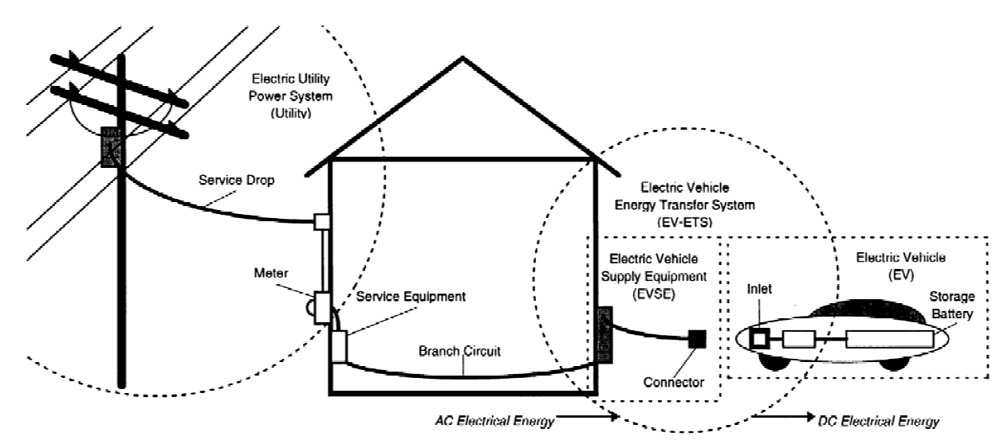 Electric Utility
Power System
(Utility)
Service Drop
Meter
Service Equipment
Branch Circuit
Electric Vehicle
Energy Transfer System
(EV-ETS)
Electric Vehicle
Supply Equipment
(EVSE)
Connector
Electric Vehicle
(EV)
Inlet
Storage
Battery
AC Electrical Energy
DC Electrical Energy